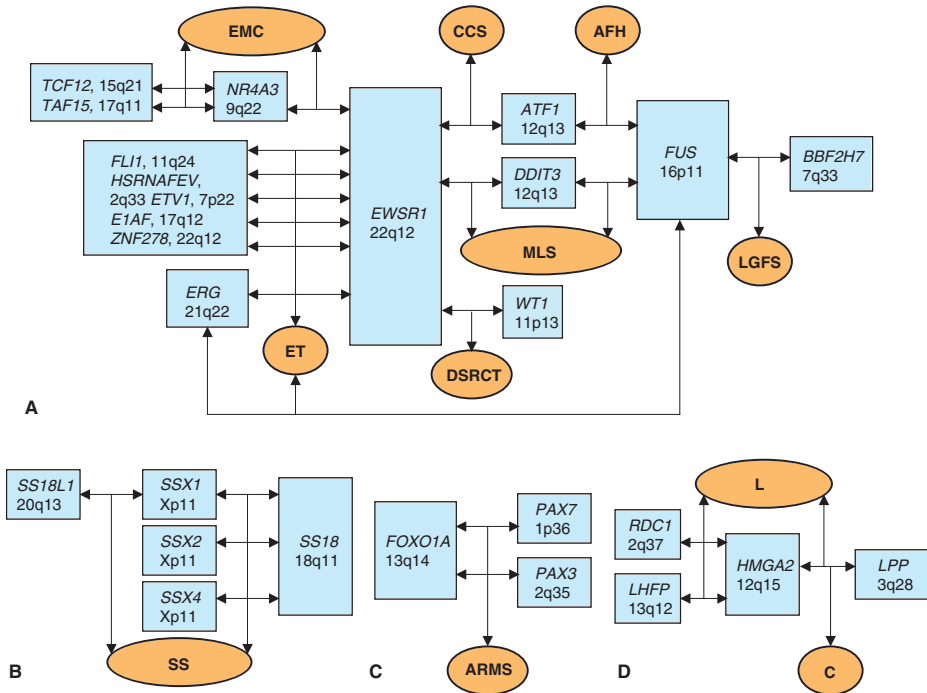 EMC
CCS
AFH
TCF12, 15q21
TAF15, 17q11
NR4A3
9q22
ATF1
12q13
FUS
16p11
BBF2H7
7q33
FLI1, 11q24
HSRNAFEV,
2q33 ETV1, 7p22
E1AF, 17q12
ZNF278, 22q12
EWSR1
22q12
DDIT3
12q13
MLS
LGFS
ERG
21q22
WT1
11p13
ET
DSRCT
A
SS18L1
20q13
SSX1
Xp11
SSX2
Xp11
SSX4
Xp11
SS18
18q11
SS
B
FOXO1A
13q14
PAX7
1p36
PAX3
2q35
ARMS
C
L
RDC1
2q37
LHFP
13q12
HMGA2
12q15
LPP
3q28
C
D